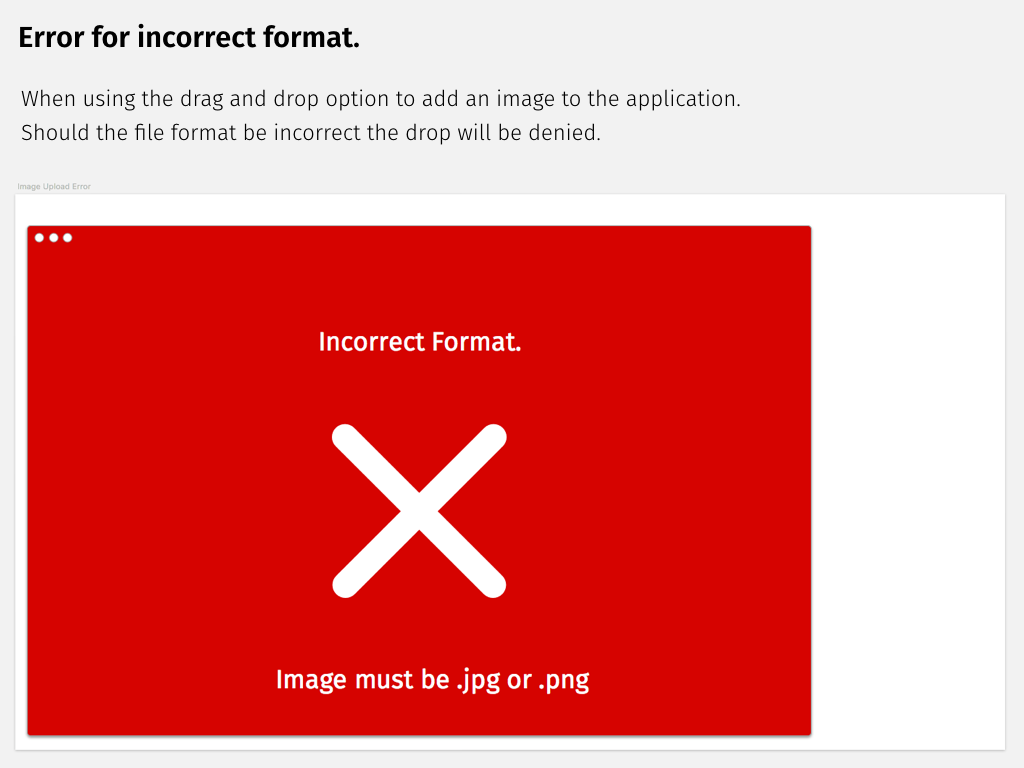 Error for incorrect format.
When using the drag and drop option to add an image to the application.
Should the file format be incorrect the drop will be denied.
Image Upload Error
Incorrect Format.
Image must be .jpg or .png